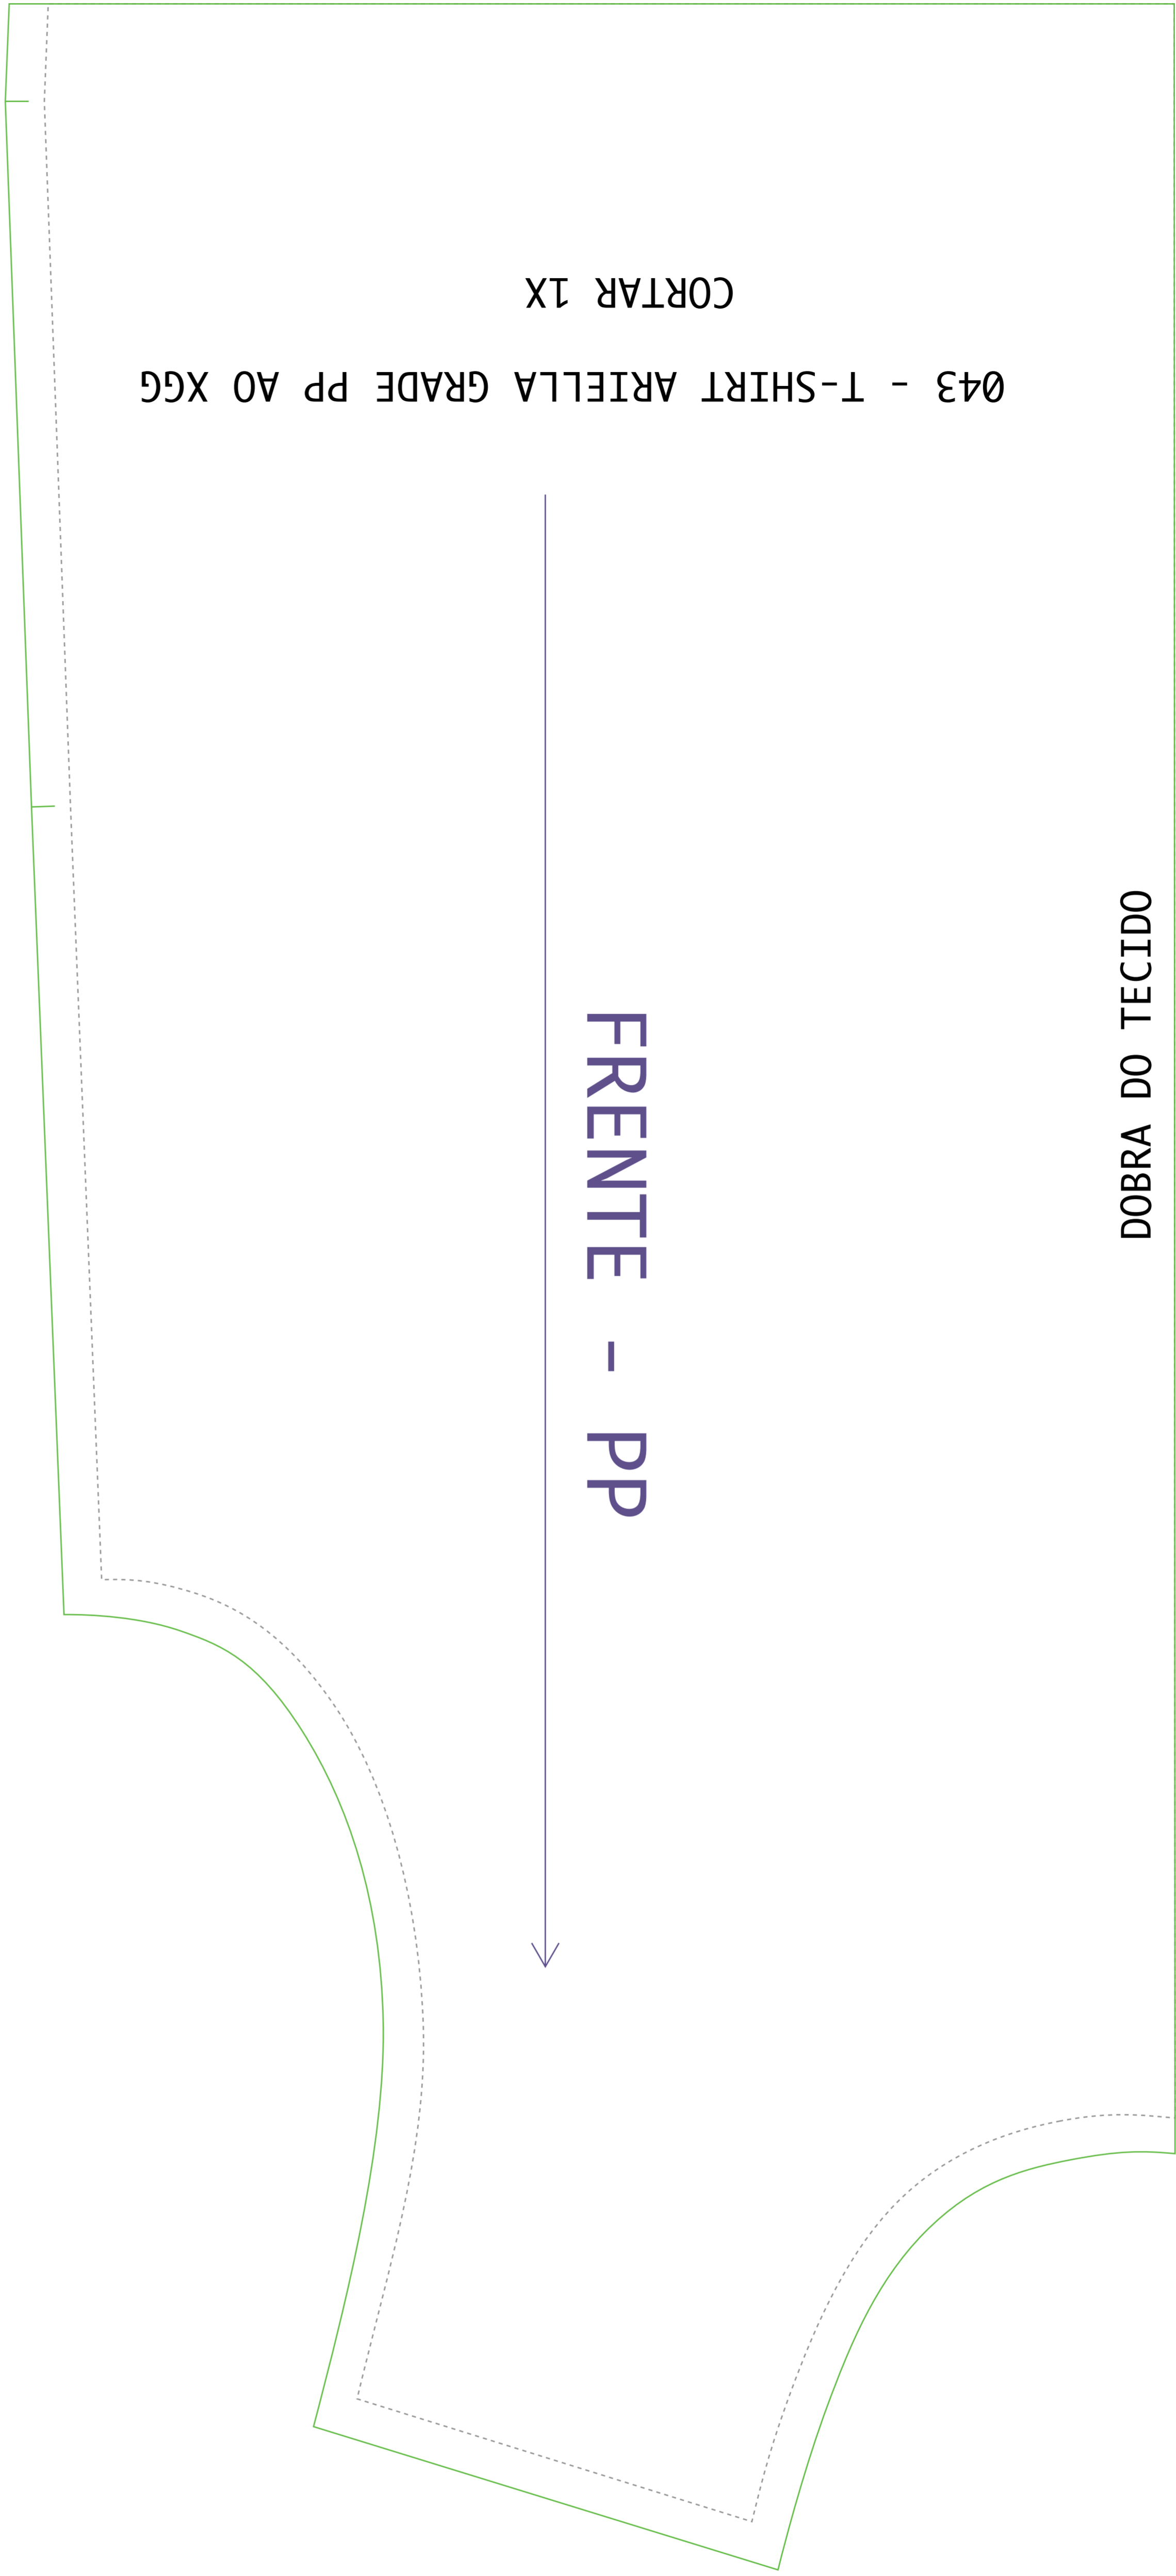 CORTAR 1X
043 - T-SHIRT ARIELLA GRADE PP AO XGG
FRENTE - PP
DOBRA DO TECIDO